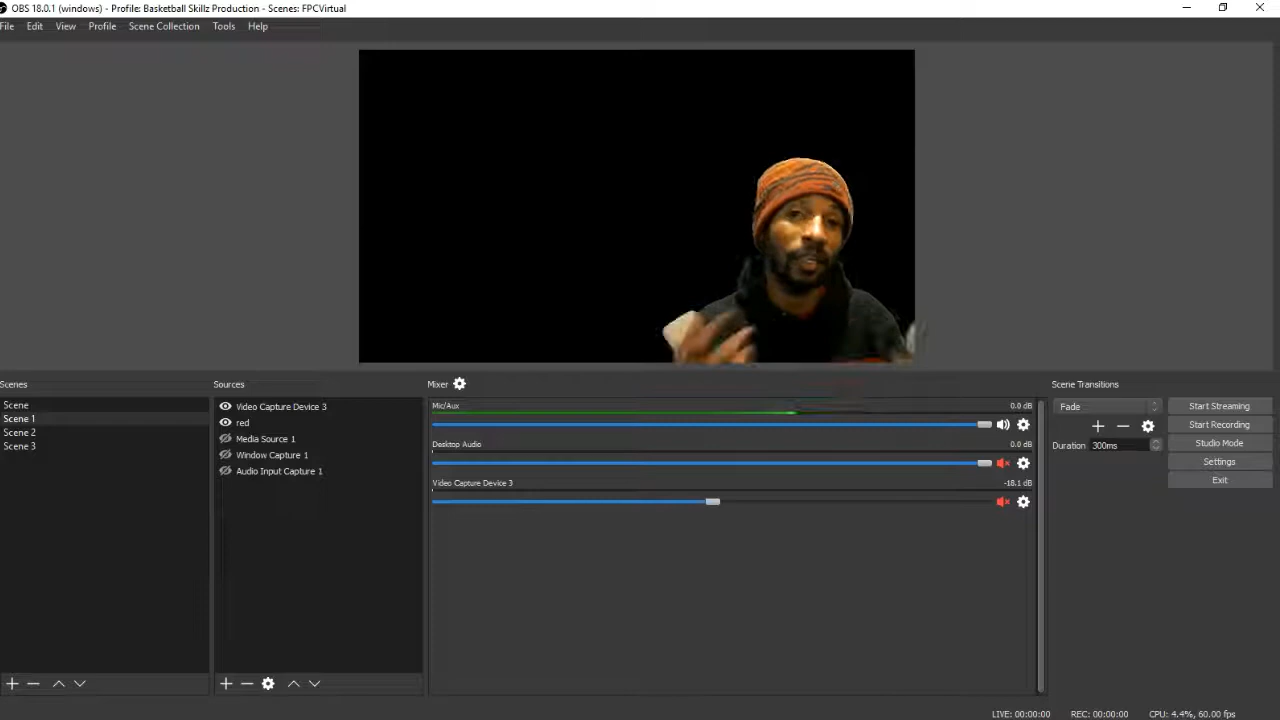 OBS 18.0.1 (windows) - Profile: Basketball Skillz Production - Scenes: FPCVirtual
File Edit View Profile Scene Collection Tools Help
Scenes
Scene
Scene 1
Scene 2
Scene 3
Sources
Video Capture Device 3
red
Media Source 1
Window Capture 1
Audio Input Capture 1
Mixer
Mic/Aux 0.0 dB
Desktop Audio 0.0 dB
Video Capture Device 3 -18.1 dB
Scene Transitions
Fade
Duration 300ms
Start Streaming
Start Recording
Studio Mode
Settings
Exit
LIVE: 00:00:00 REC: 00:00:00 CPU: 4.4%, 60.00 fps